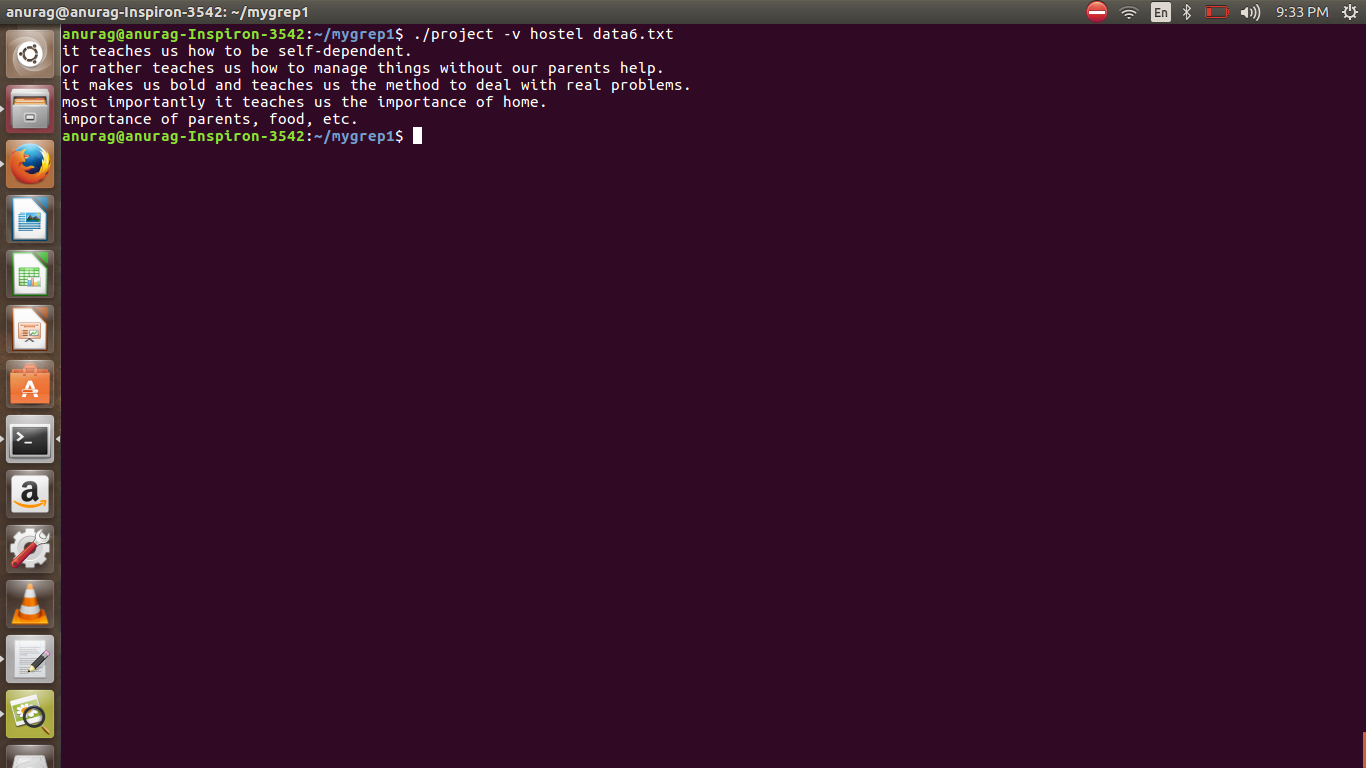 anurag@anurag-Inspiron-3542: ~/mygrep1
En
9:33 PM
anurag@anurag-Inspiron-3542:~/mygrep1$ ./project -v hostel data6.txt
it teaches us how to be self-dependent.
or rather teaches us how to manage things without our parents help.
it makes us bold and teaches us the method to deal with real problems.
most importantly it teaches us the importance of home.
importance of parents, food, etc.
anurag@anurag-Inspiron-3542:~/mygrep1$